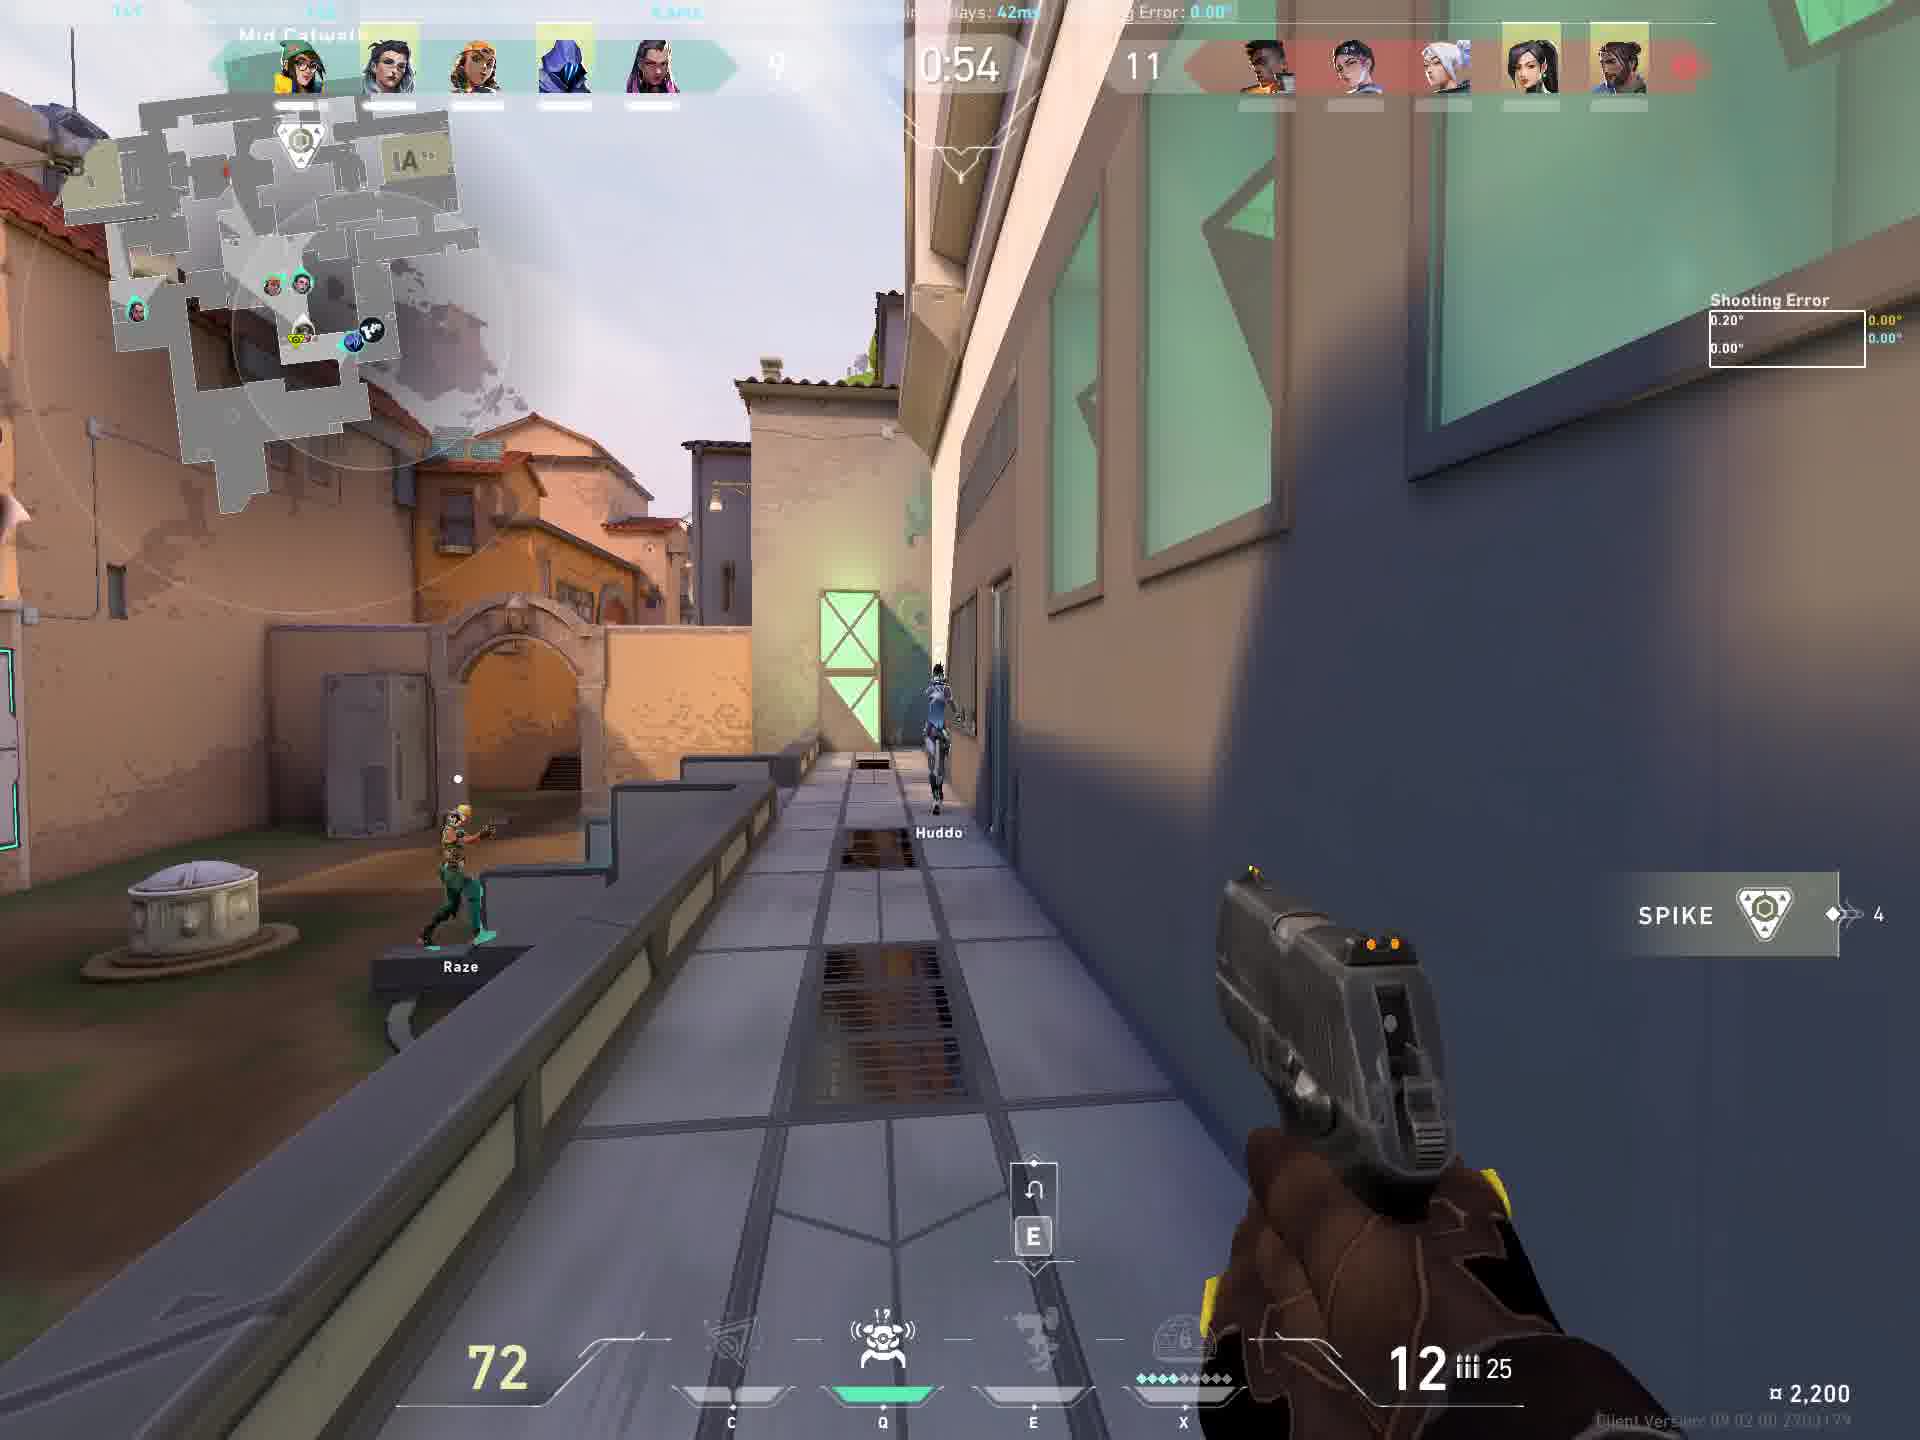 Mid Catwalk
42ms
Error: 0.00°
9
0:54
11
A
Shooting Error
0.20°
0.00°
0.00°
0.00°
Huddo
Raze
SPIKE
4
E
72
12
25
C
Q
E
X
¤ 2,200